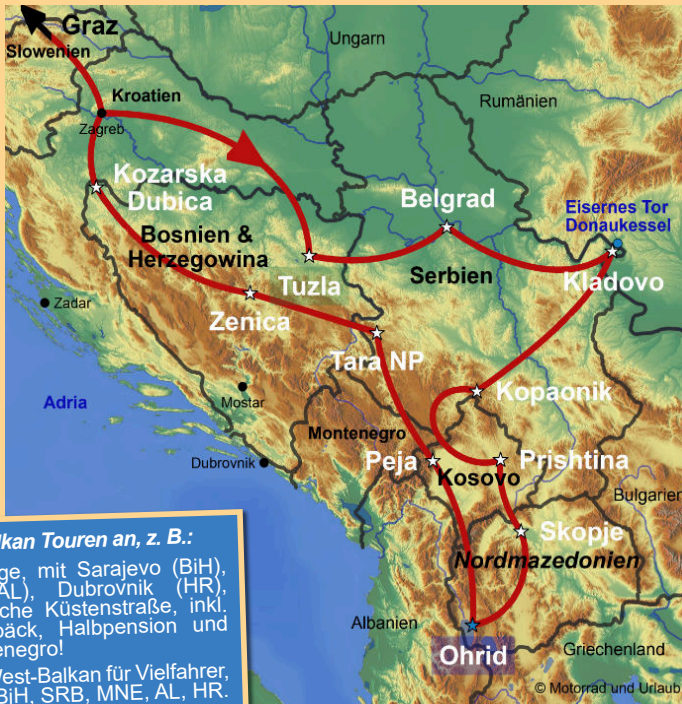 Graz
Slowenien
Ungarn
Kroatien
Rumänien
Zagreb
Kozarska
Dubica
Belgrad
Eisernes Tor
Donaukessel
Bosnien &
Herzegowina
Serbien
Kladovo
Tuzla
Zadar
Zenica
Tara NP
Kopaonik
Adria
Mostar
Montenegro
Dubrovnik
Peja
Kosovo
Prishtina
Bulgarien
Skopje
Nordmazedonien
Albanien
Ohrid
Griechenland
© Motorrad und Urlaub
lkan Touren an, z. B.:
ge, mit Sarajevo (BiH),
AL), Dubrovnik (HR),
che Küstenstraße, inkl.
päck, Halbpension und
enegro!
West-Balkan für Vielfahrer,
BiH, SRB, MNE, AL, HR.